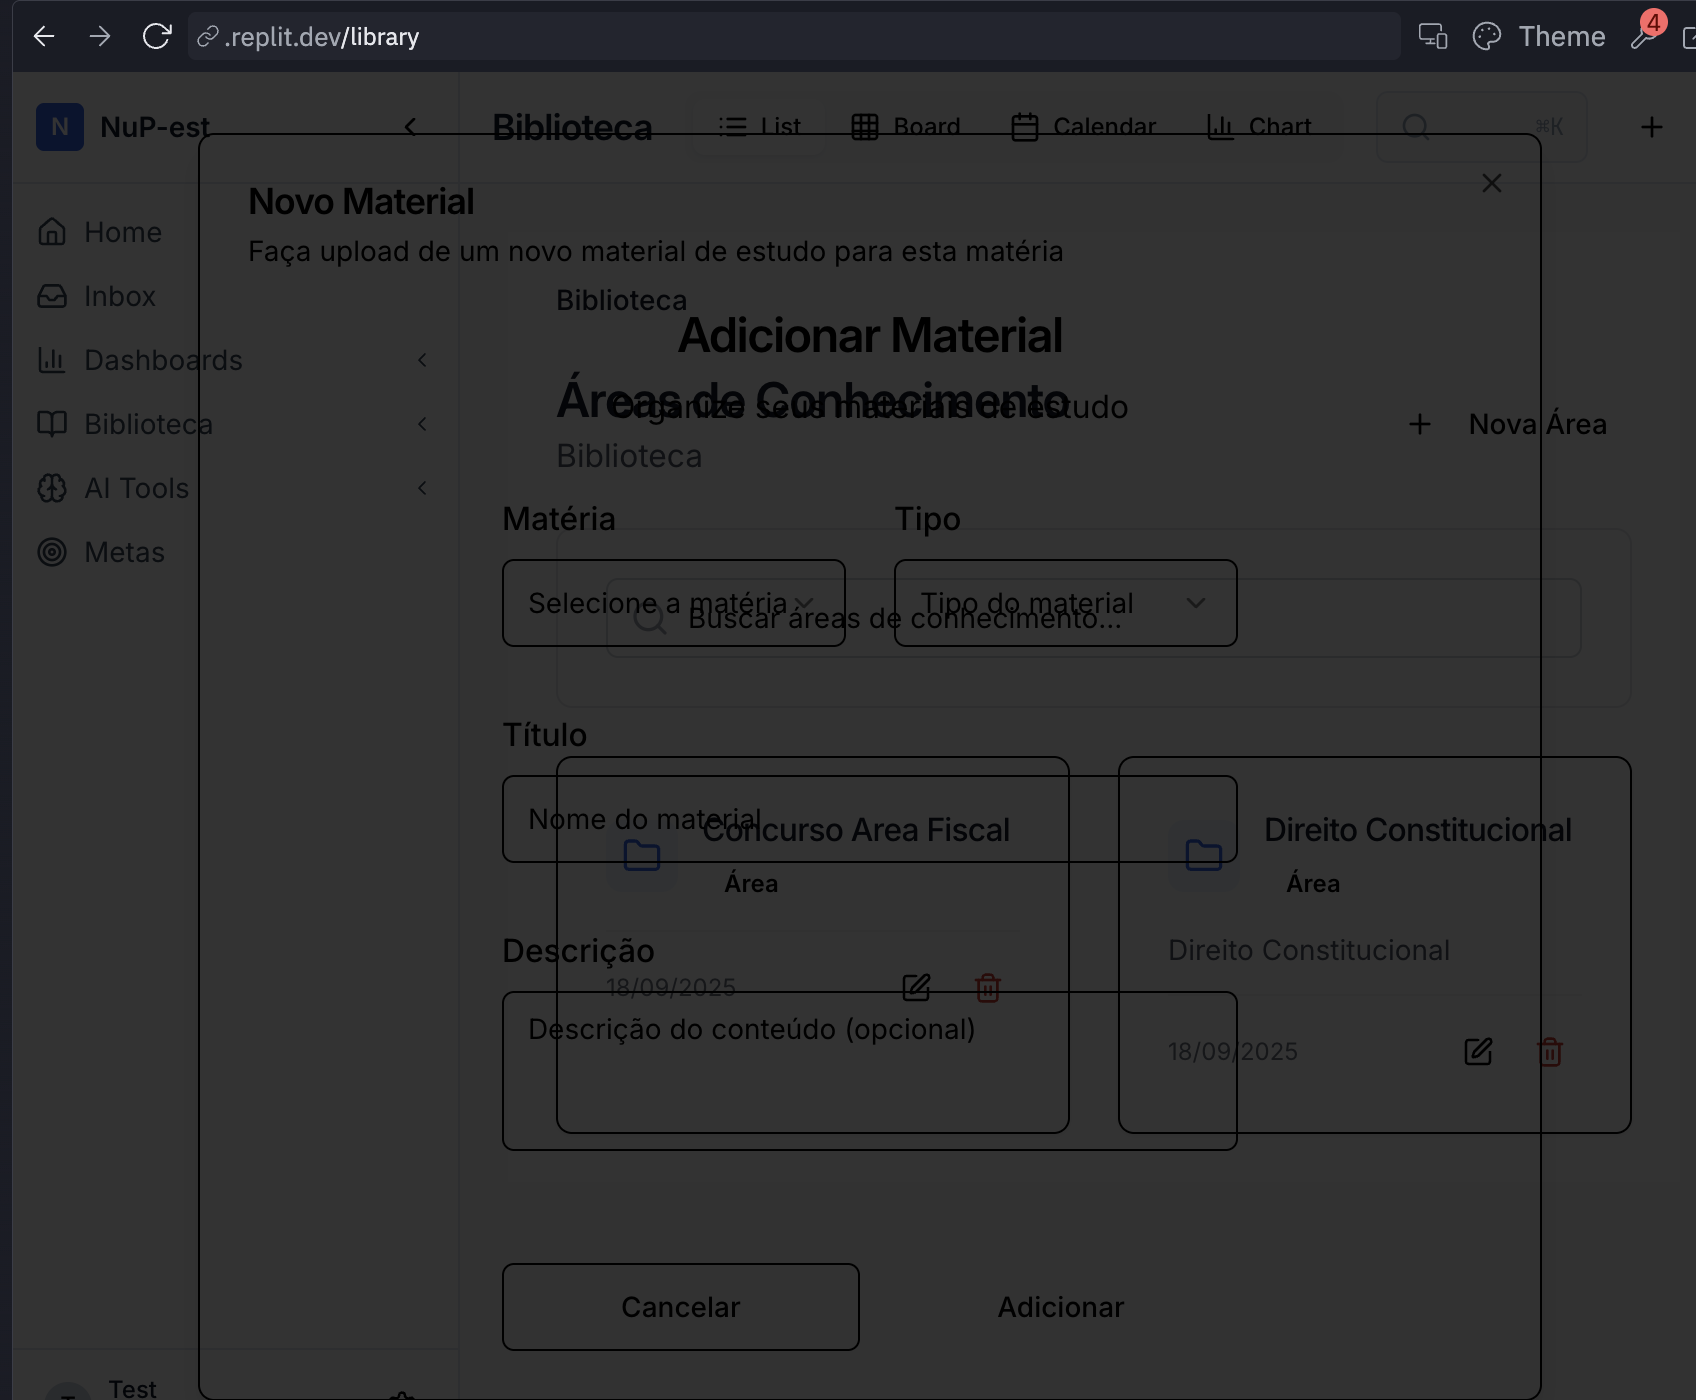 .replit.dev/library
Theme
4
N
NuP-est
Biblioteca
List
Board
Calendar
Chart
⌘K
Novo Material
Faça upload de um novo material de estudo para esta matéria
Home
Inbox
Dashboards
Biblioteca
AI Tools
Metas
Biblioteca
Adicionar Material
Áreas de Conhecimento
Organize seus materiais de estudo
Biblioteca
Nova Área
Matéria
Tipo
Selecione a matéria
Tipo do material
Buscar áreas de conhecimento...
Título
Nome do material
Concurso Area Fiscal
Área
Direito Constitucional
Área
Descrição
Direito Constitucional
18/09/2025
Descrição do conteúdo (opcional)
18/09/2025
Cancelar
Adicionar
Test